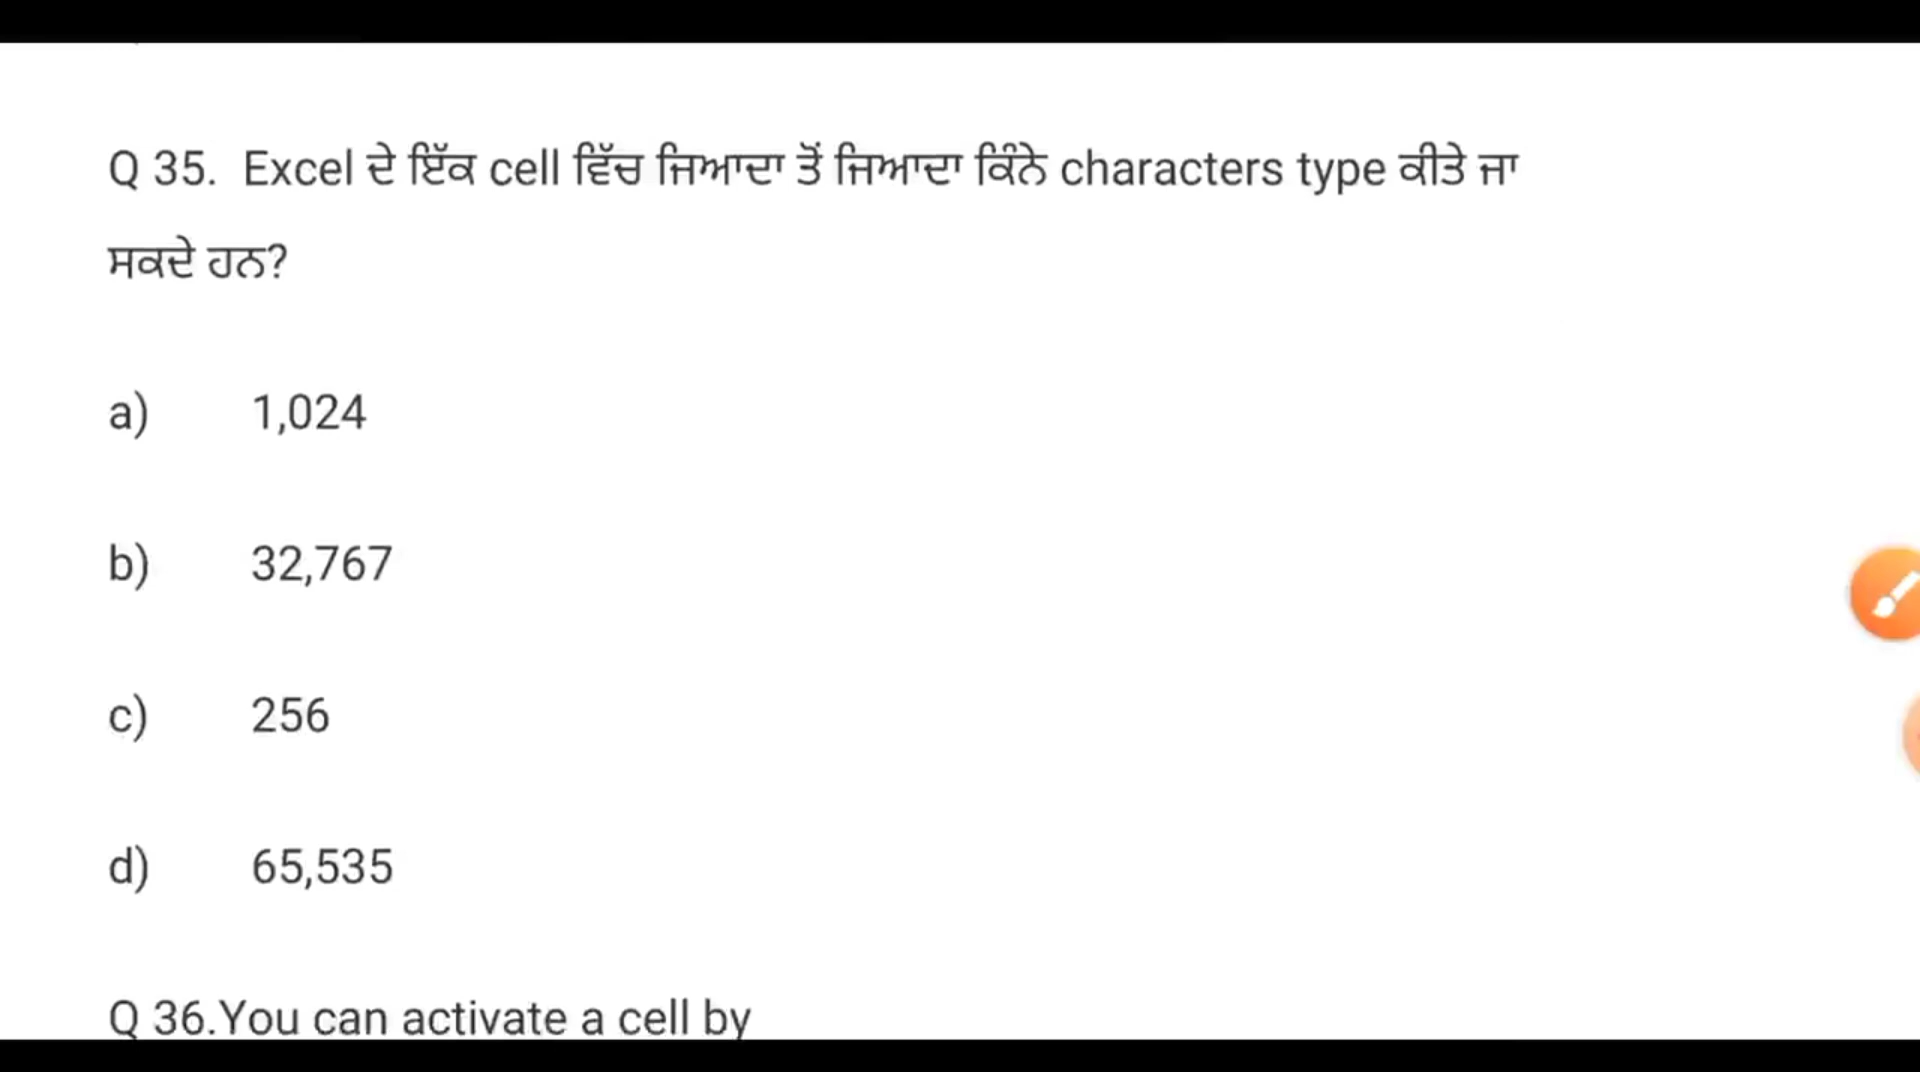 Q 35. Excel ਦੇ ਇੱਕ cell ਵਿੱਚ ਜਿਆਦਾ ਤੋਂ ਜਿਆਦਾ ਕਿੰਨੇ characters type ਕੀਤੇ ਜਾ
ਸਕਦੇ ਹਨ?
a) 1,024
b) 32,767
c) 256
d) 65,535
Q 36.You can activate a cell by